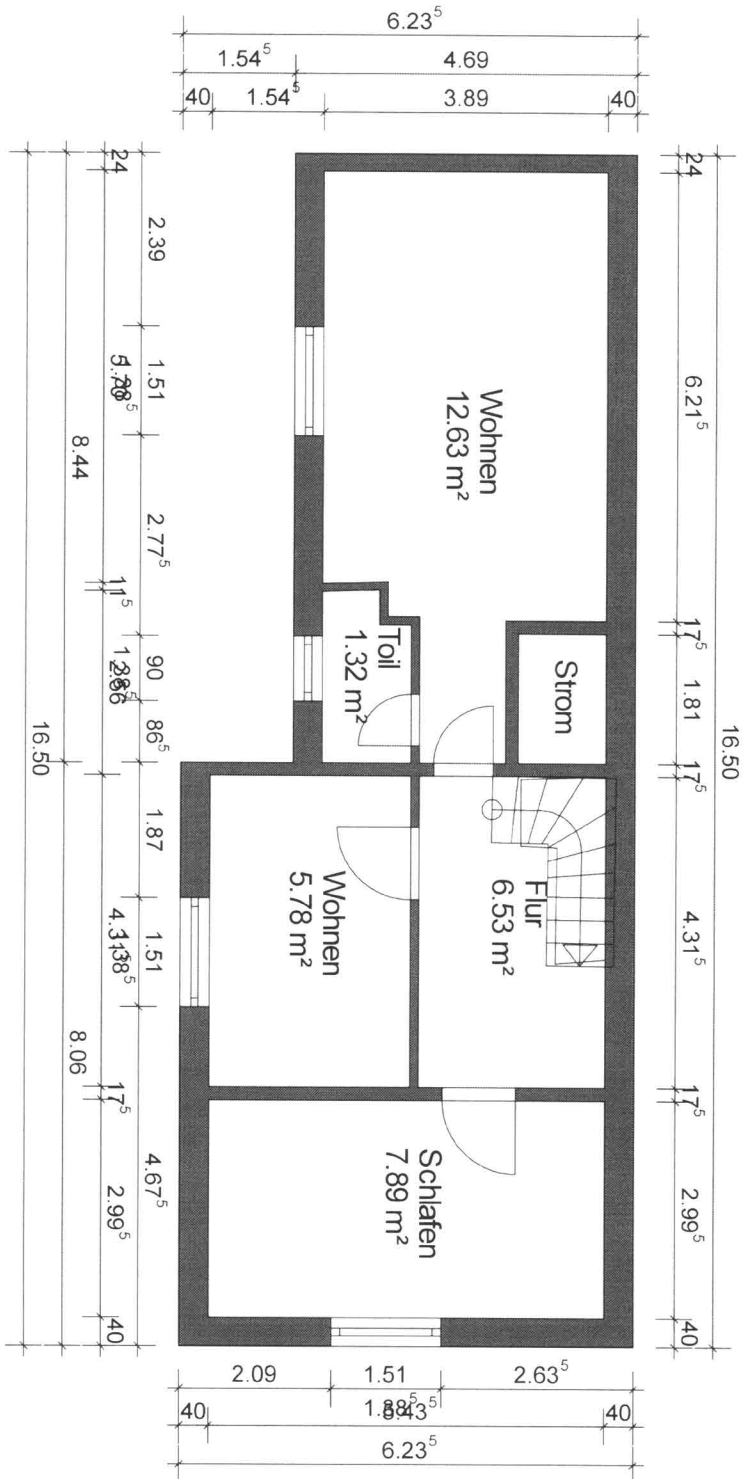 6.23⁵
1.54⁵ 4.69
40 1.54⁵ 3.89 40
24
2.39
1.51
2.77⁵
90
86⁵
1.87
1.51
4.67⁵
24
11⁵
17⁵
2.99⁵
40
8.44
8.06
16.50
Wohnen
12.63 m²
Toil
1.32 m²
Strom
Flur
6.53 m²
Wohnen
5.78 m²
Schlafen
7.89 m²
24
6.21⁵
17⁵
1.81
17⁵
4.31⁵
17⁵
2.99⁵
40
16.50
2.09 1.51 2.63⁵
40 40
6.23⁵